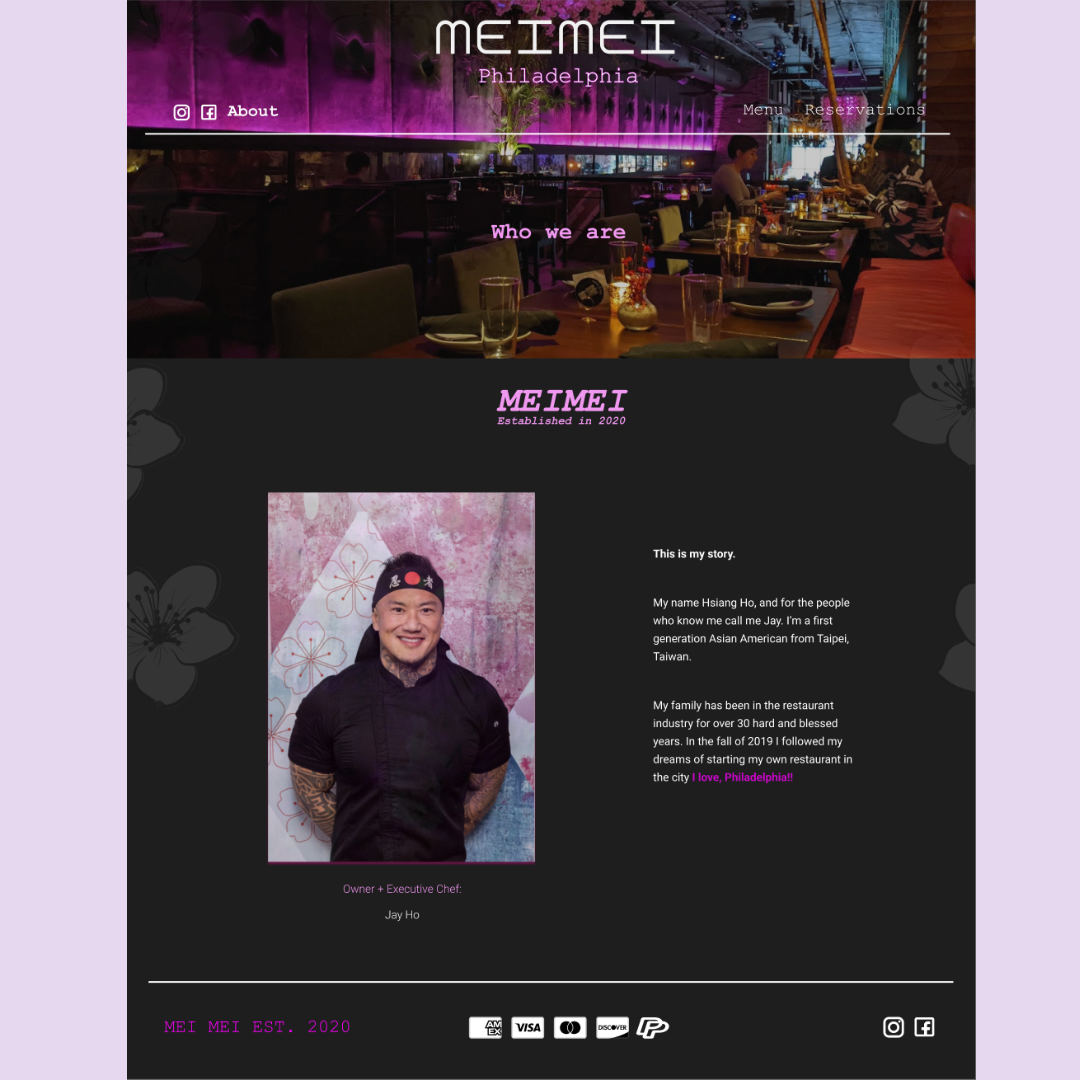 MEIMEI
Philadelphia
About
Menu Reservations
Who we are
MEIMEI
Established in 2020
忍 者
This is my story.
My name Hsiang Ho, and for the people
who know me call me Jay. I'm a first
generation Asian American from Taipei,
Taiwan.
My family has been in the restaurant
industry for over 30 hard and blessed
years. In the fall of 2019 I followed my
dreams of starting my own restaurant in
the city I love, Philadelphia!!
Owner + Executive Chef:
Jay Ho
MEI MEI EST. 2020
AM
EX
VISA
DISCOVER